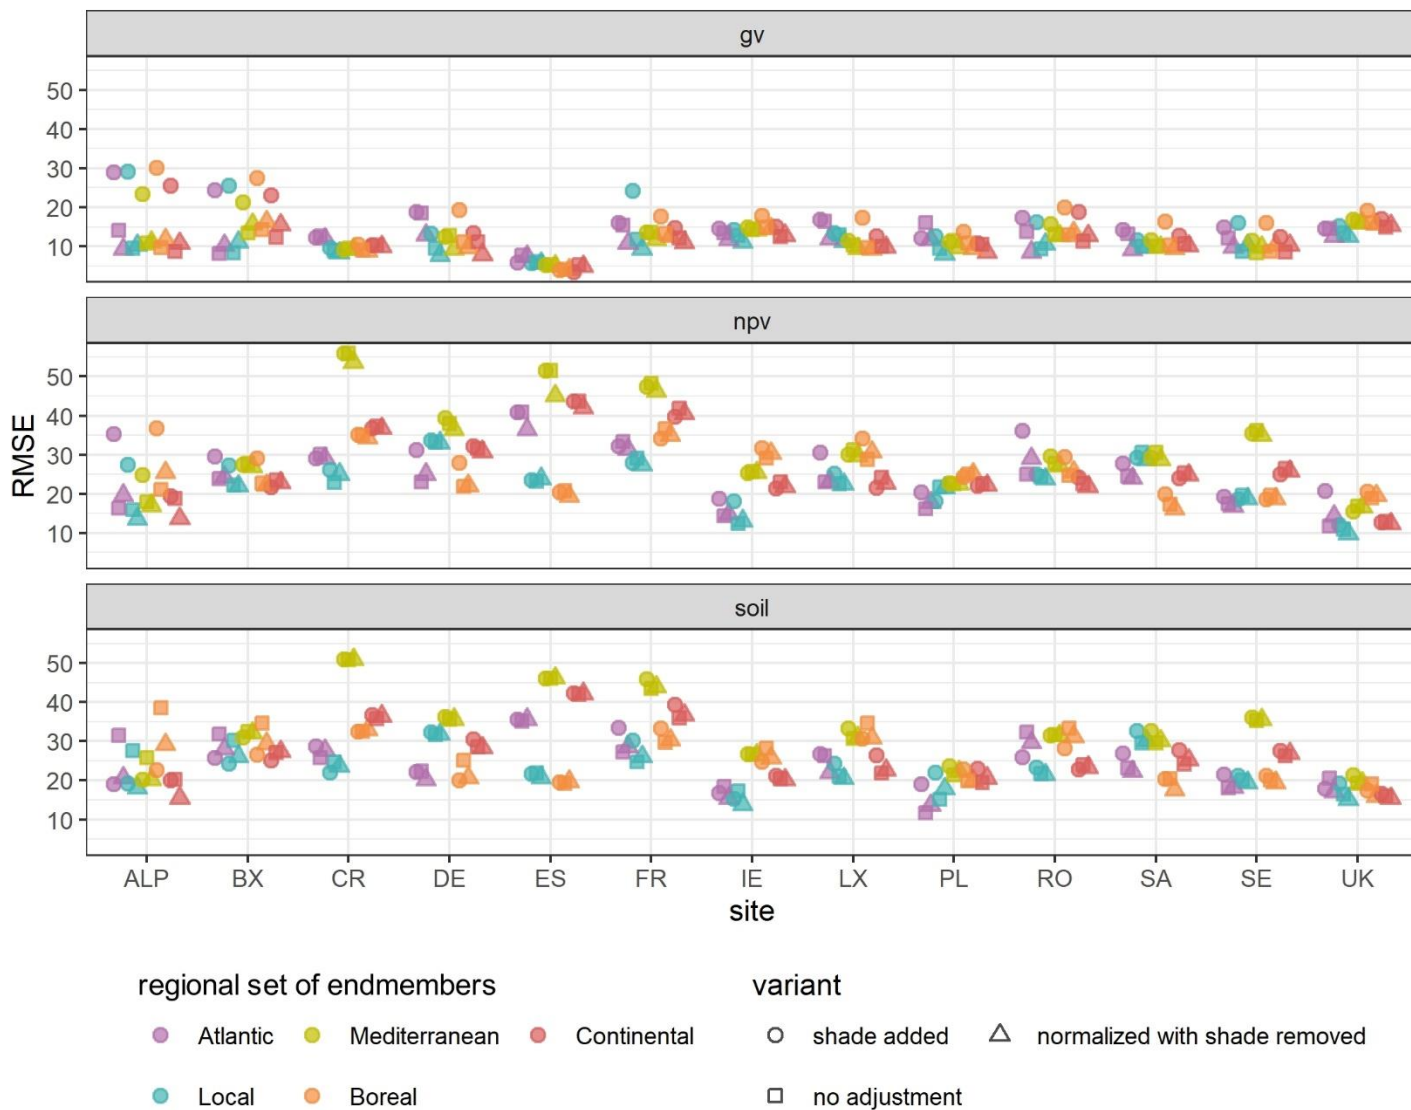 gv
50
40
30
20
10
npv
50
40
30
20
10
RMSE
soil
50
40
30
20
10
ALP BX CR DE ES FR IE LX PL RO SA SE UK
site
regional set of endmembers
Atlantic Mediterranean Continental
Local Boreal
variant
shade added normalized with shade removed
no adjustment